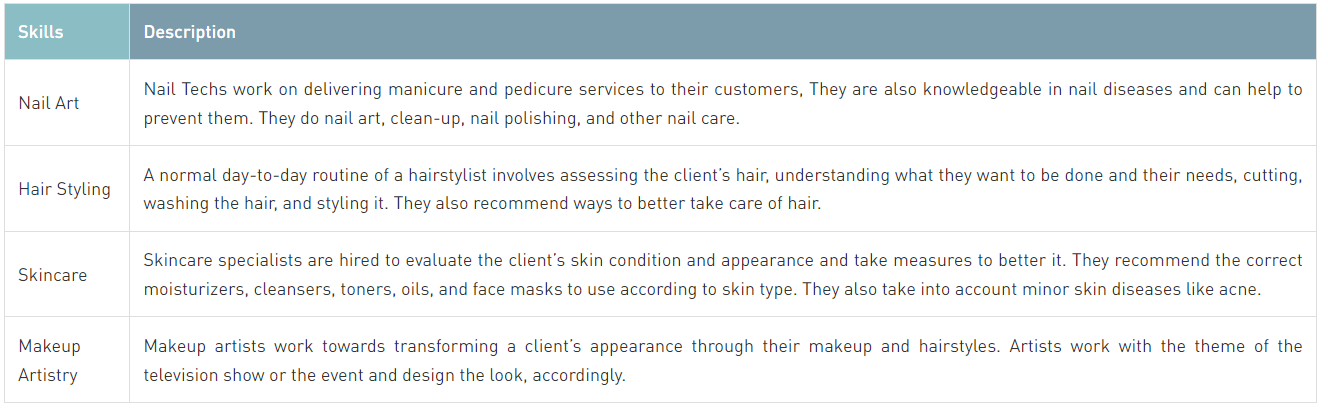 Skills
Description
Nail Art
Nail Techs work on delivering manicure and pedicure services to their customers, They are also knowledgeable in nail diseases and can help to
prevent them. They do nail art, clean-up, nail polishing, and other nail care.
Hair Styling
A normal day-to-day routine of a hairstylist involves assessing the client’s hair, understanding what they want to be done and their needs, cutting,
washing the hair, and styling it. They also recommend ways to better take care of hair.
Skincare
Skincare specialists are hired to evaluate the client’s skin condition and appearance and take measures to better it. They recommend the correct
moisturizers, cleansers, toners, oils, and face masks to use according to skin type. They also take into account minor skin diseases like acne.
Makeup
Artistry
Makeup artists work towards transforming a client’s appearance through their makeup and hairstyles. Artists work with the theme of the
television show or the event and design the look, accordingly.